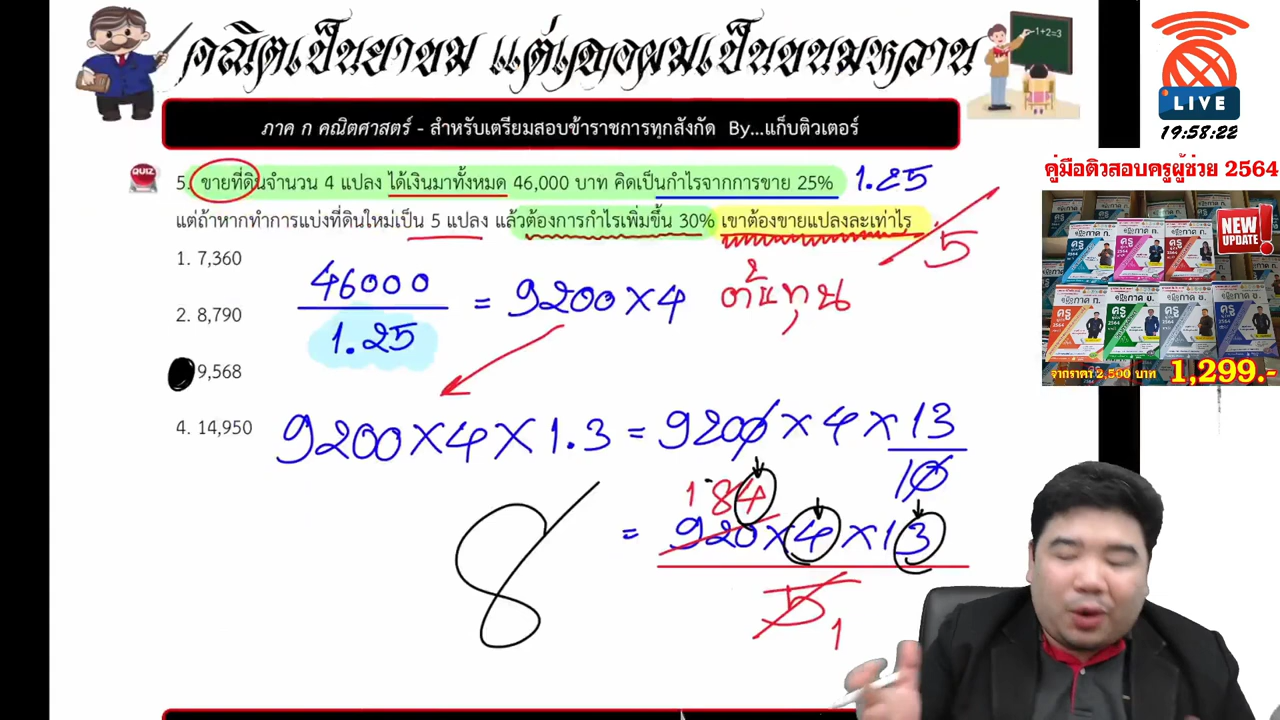 คณิตเป็นยาขม แต่เธอผมเป็นขนมหวาน
-1+2=3
LIVE
19:58:22
ภาค ก คณิตศาสตร์ - สำหรับเตรียมสอบข้าราชการทุกสังกัด By...แก็บติวเตอร์
คู่มือติวสอบครูผู้ช่วย 2564
QUIZ
5. ขายที่ดินจำนวน 4 แปลง ได้เงินมาทั้งหมด 46,000 บาท คิดเป็นกำไรจากการขาย 25% 1.25
แต่ถ้าหากทำการแบ่งที่ดินใหม่เป็น 5 แปลง แล้วต้องการกำไรเพิ่มขึ้น 30% เขาต้องขายแปลงละเท่าไร
5
NEW
UPDATE!
จากราคา 2,500 บาท 1,299.-
1. 7,360
2. 8,790
9,568
4. 14,950
46000
1.25
= 9200 × 4 ต้นทุน
9200 × 4 × 1.3 = 9200 × 4 × 13
10
184
= 920 × 4 × 13
5
1
8